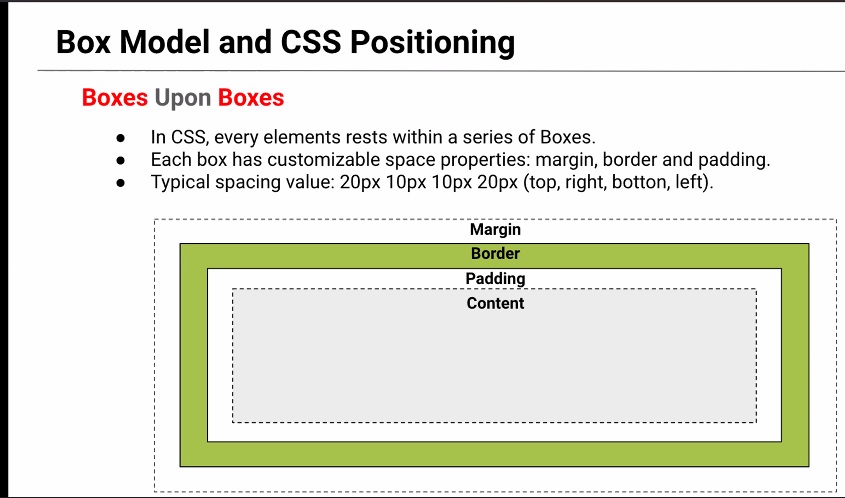 Box Model and CSS Positioning
Boxes Upon Boxes
● In CSS, every elements rests within a series of Boxes.
● Each box has customizable space properties: margin, border and padding.
● Typical spacing value: 20px 10px 10px 20px (top, right, botton, left).
Margin
Border
Padding
Content